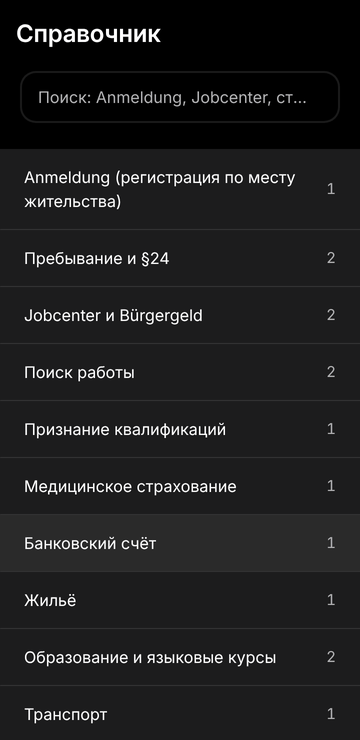 Справочник
Поиск: Anmeldung, Jobcenter, ст...
Anmeldung (регистрация по месту
жительства) 1
Пребывание и §24 2
Jobcenter и Bürgergeld 2
Поиск работы 2
Признание квалификаций 1
Медицинское страхование 1
Банковский счёт 1
Жильё 1
Образование и языковые курсы 2
Транспорт 1